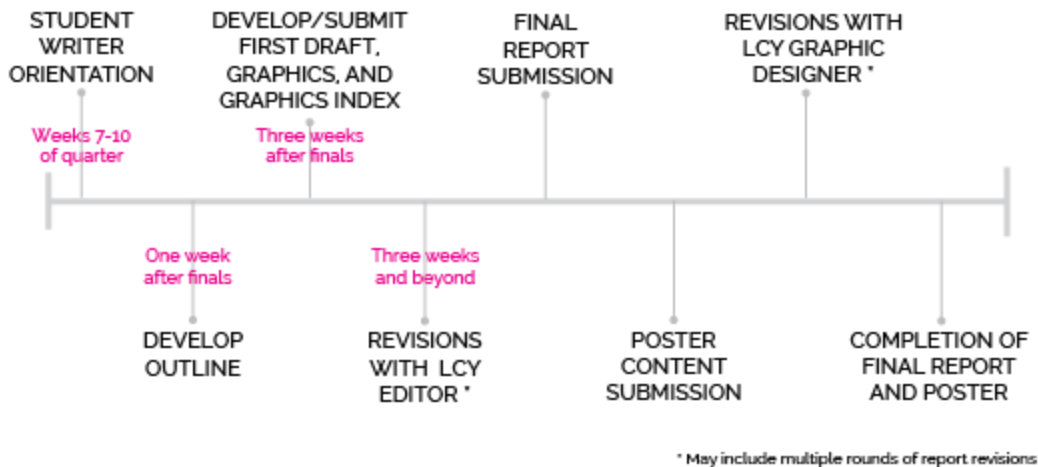 STUDENT
WRITER
ORIENTATION
Weeks 7-10
of quarter
DEVELOP/SUBMIT
FIRST DRAFT,
GRAPHICS, AND
GRAPHICS INDEX
Three weeks
after finals
FINAL
REPORT
SUBMISSION
REVISIONS WITH
LCY GRAPHIC
DESIGNER *
One week
after finals
DEVELOP
OUTLINE
Three weeks
and beyond
REVISIONS
WITH LCY
EDITOR *
POSTER
CONTENT
SUBMISSION
COMPLETION OF
FINAL REPORT
AND POSTER
* May include multiple rounds of report revisions